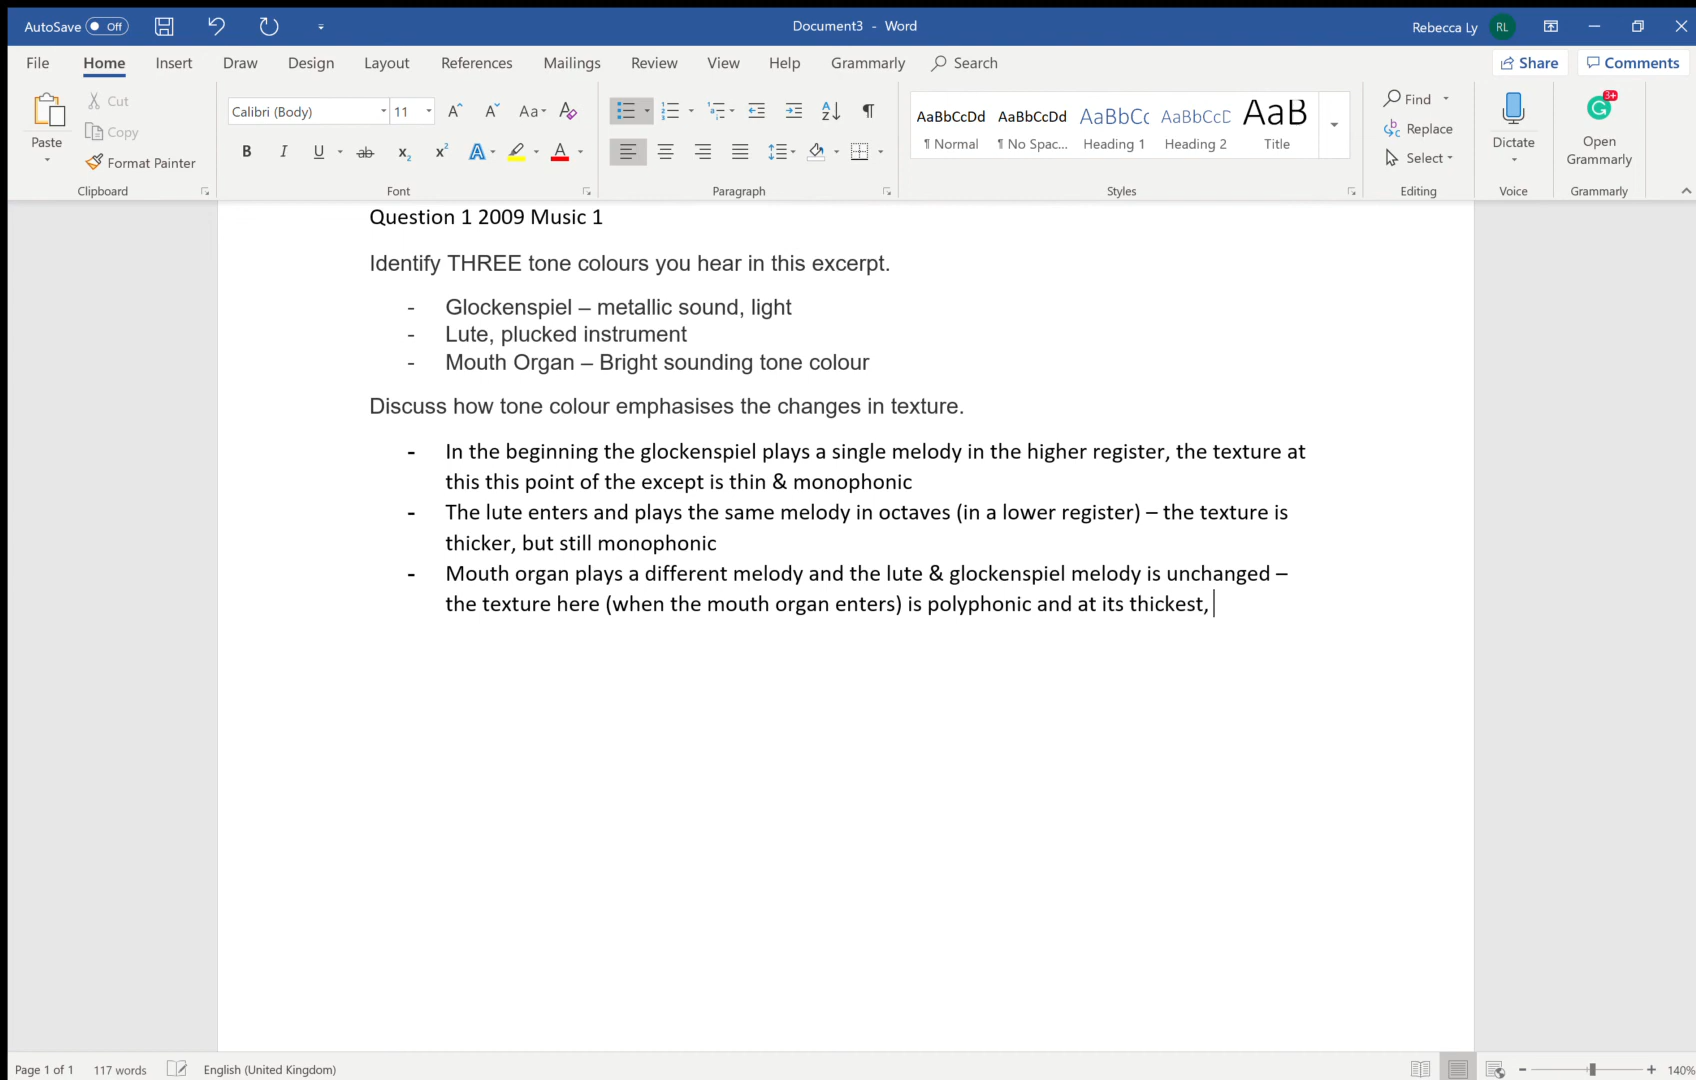 AutoSave Off Document3 - Word Rebecca Ly RL
File Home Insert Draw Design Layout References Mailings Review View Help Grammarly Search Share Comments
Paste
Cut
Copy
Format Painter
Clipboard
Calibri (Body) 11 A A Aa A
B I U ab x2 x2 A A
Font
Paragraph
AaBbCcDd AaBbCcDd AaBbCc AaBbCcD AaB
¶ Normal ¶ No Spac... Heading 1 Heading 2 Title
Styles
Find
Replace
Select
Editing
Dictate
Voice
3+
Open
Grammarly
Grammarly
Question 1 2009 Music 1
Identify THREE tone colours you hear in this excerpt.
- Glockenspiel – metallic sound, light
- Lute, plucked instrument
- Mouth Organ – Bright sounding tone colour
Discuss how tone colour emphasises the changes in texture.
- In the beginning the glockenspiel plays a single melody in the higher register, the texture at
this this point of the except is thin & monophonic
- The lute enters and plays the same melody in octaves (in a lower register) – the texture is
thicker, but still monophonic
- Mouth organ plays a different melody and the lute & glockenspiel melody is unchanged –
the texture here (when the mouth organ enters) is polyphonic and at its thickest,
Page 1 of 1 117 words English (United Kingdom) 140%